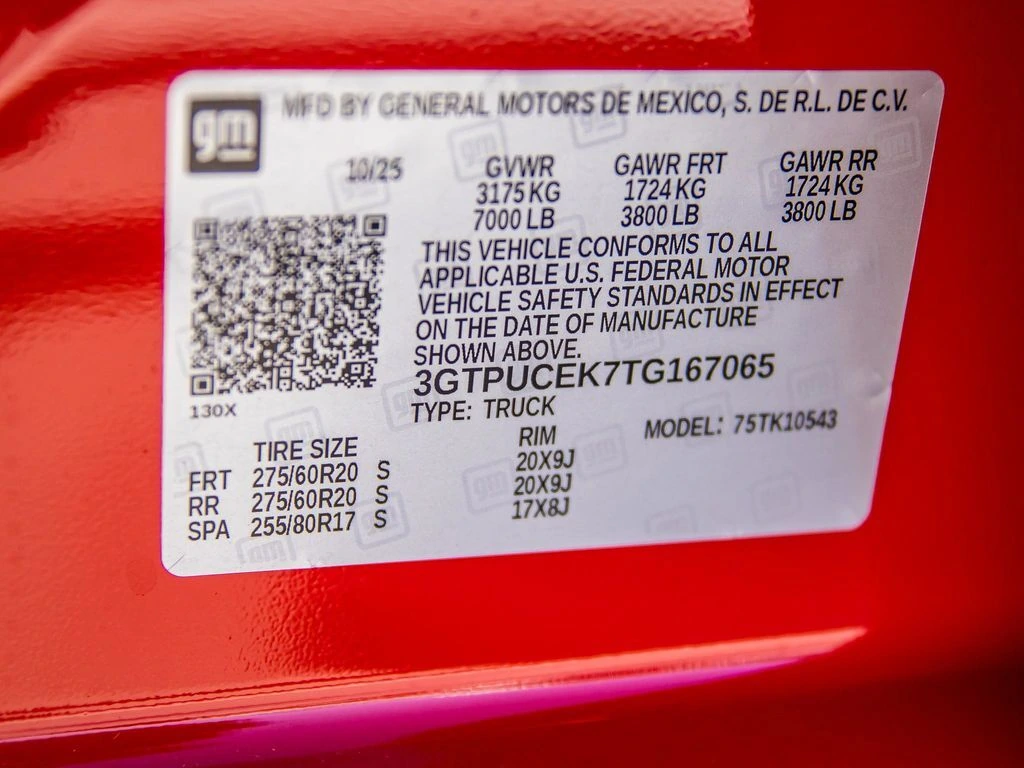 gm
MFD BY GENERAL MOTORS DE MEXICO, S. DE R.L. DE C.V.
10/25 GVWR GAWR FRT GAWR RR
3175 KG 1724 KG 1724 KG
7000 LB 3800 LB 3800 LB
THIS VEHICLE CONFORMS TO ALL
APPLICABLE U.S. FEDERAL MOTOR
VEHICLE SAFETY STANDARDS IN EFFECT
ON THE DATE OF MANUFACTURE
SHOWN ABOVE.
3GTPUCEK7TG167065
130X
TYPE: TRUCK
MODEL: 75TK10543
TIRE SIZE RIM
FRT 275/60R20 S 20X9J
RR 275/60R20 S 20X9J
SPA 255/80R17 S 17X8J